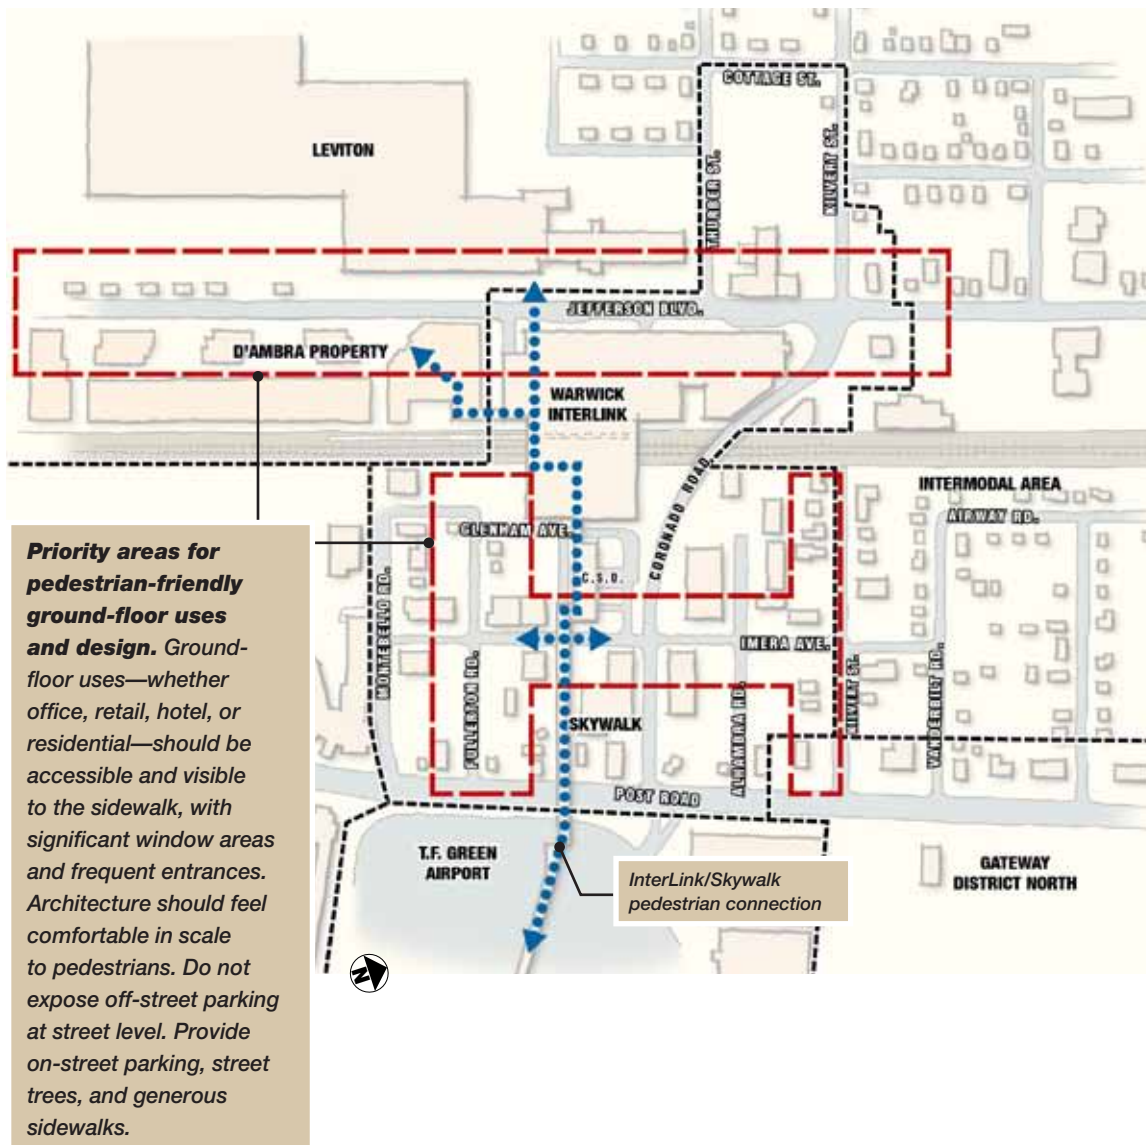 COTTAGE ST.
LEVITON
THURBER ST.
KILVERT ST.
JEFFERSON BLVD.
D'AMBRA PROPERTY
WARWICK
INTERLINK
CORONADO ROAD
INTERMODAL AREA
AIRWAY RD.
GLENHAM AVE.
C.S.O.
MONTEBELLO RD.
IMERA AVE.
FULLERTON RD.
SKYWALK
ALHAMBRA RD.
KILVERT ST.
VANDERBILT RD.
POST ROAD
T.F. GREEN
AIRPORT
GATEWAY
DISTRICT NORTH
InterLink/Skywalk
pedestrian connection
N
Priority areas for
pedestrian-friendly
ground-floor uses
and design. Ground-
floor uses—whether
office, retail, hotel, or
residential—should be
accessible and visible
to the sidewalk, with
significant window areas
and frequent entrances.
Architecture should feel
comfortable in scale
to pedestrians. Do not
expose off-street parking
at street level. Provide
on-street parking, street
trees, and generous
sidewalks.